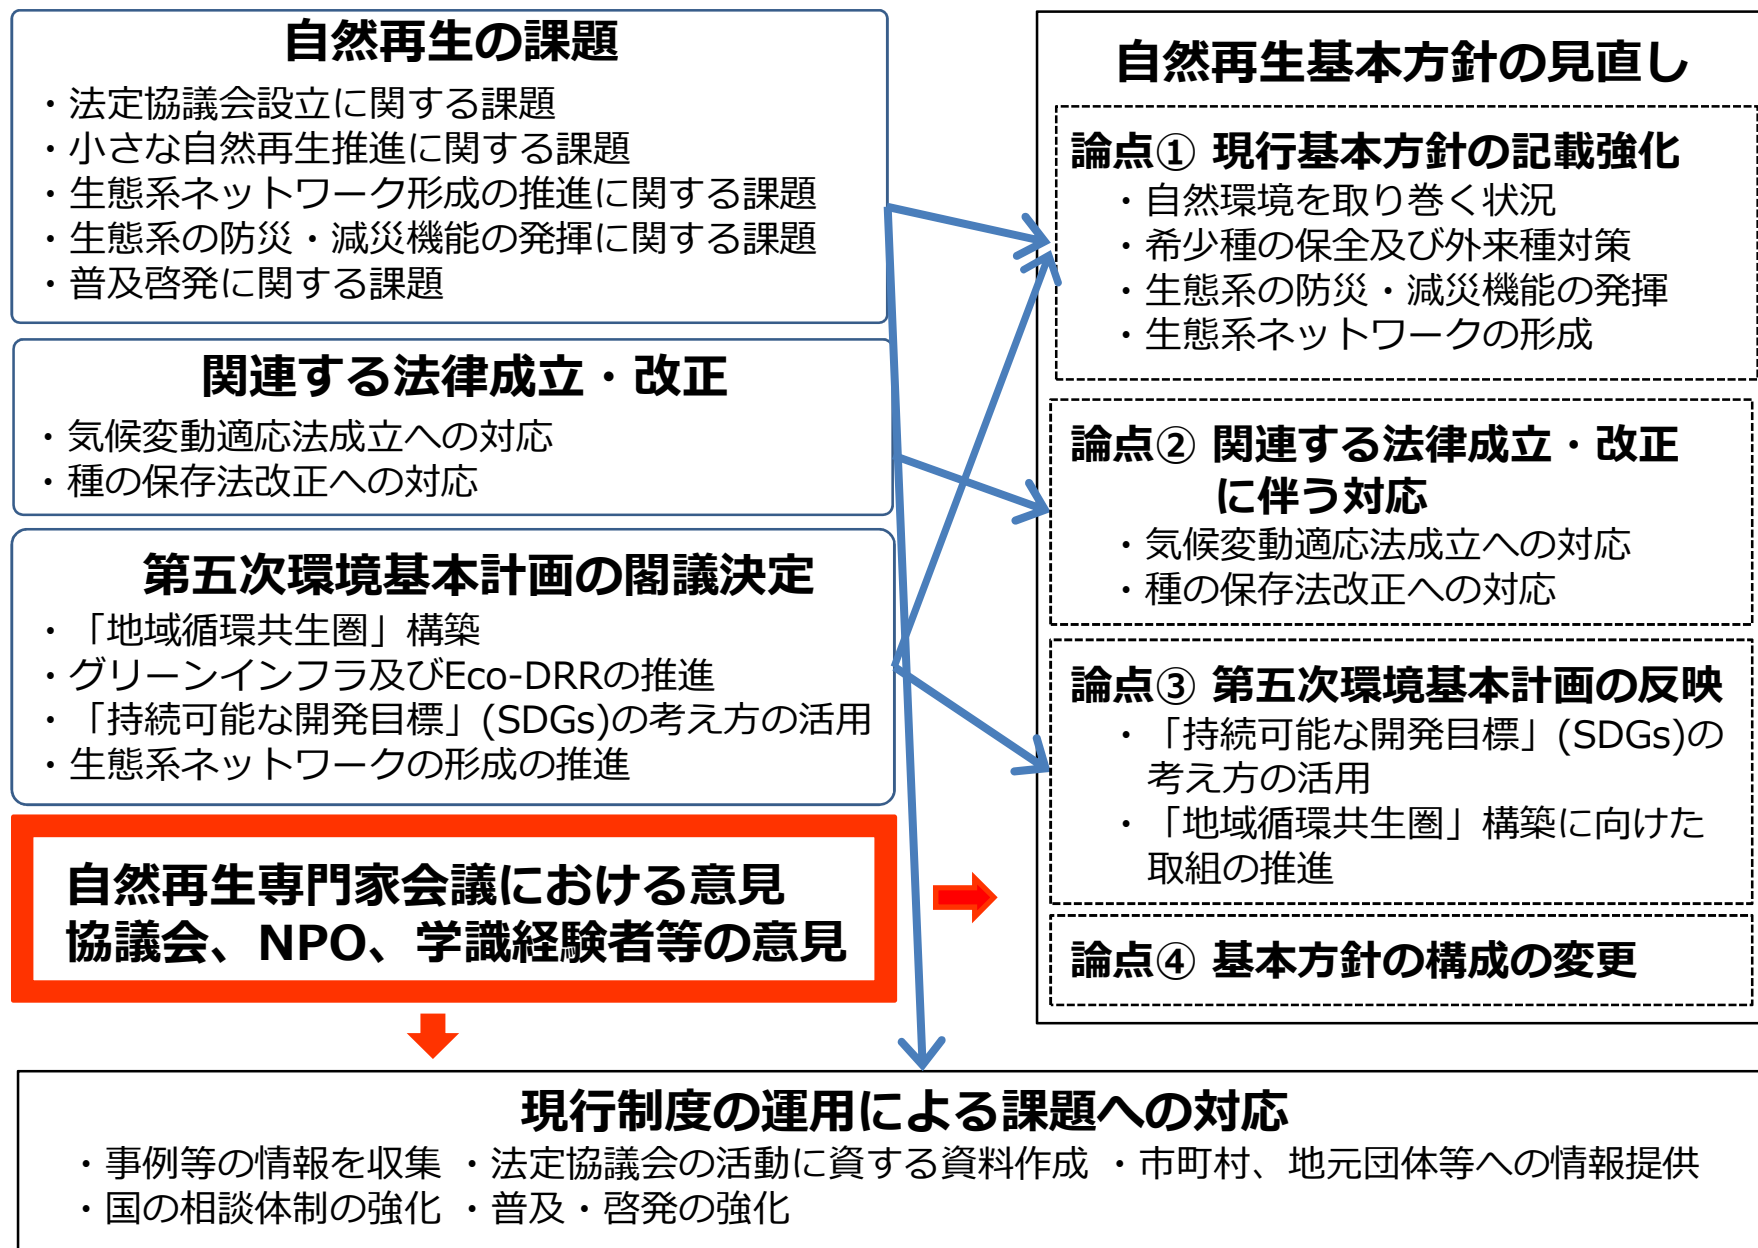 自然再生の課題
・法定協議会設立に関する課題
・小さな自然再生推進に関する課題
・生態系ネットワーク形成の推進に関する課題
・生態系の防災・減災機能の発揮に関する課題
・普及啓発に関する課題
関連する法律成立・改正
・気候変動適応法成立への対応
・種の保存法改正への対応
第五次環境基本計画の閣議決定
・「地域循環共生圏」構築
・グリーンインフラ及びEco-DRRの推進
・「持続可能な開発目標」(SDGs)の考え方の活用
・生態系ネットワークの形成の推進
自然再生専門家会議における意見
協議会、NPO、学識経験者等の意見
自然再生基本方針の見直し
論点① 現行基本方針の記載強化
・自然環境を取り巻く状況
・希少種の保全及び外来種対策
・生態系の防災・減災機能の発揮
・生態系ネットワークの形成
論点② 関連する法律成立・改正
に伴う対応
・気候変動適応法成立への対応
・種の保存法改正への対応
論点③ 第五次環境基本計画の反映
・「持続可能な開発目標」(SDGs)の
考え方の活用
・「地域循環共生圏」構築に向けた
取組の推進
論点④ 基本方針の構成の変更
現行制度の運用による課題への対応
・事例等の情報を収集 ・法定協議会の活動に資する資料作成 ・市町村、地元団体等への情報提供
・国の相談体制の強化 ・普及・啓発の強化